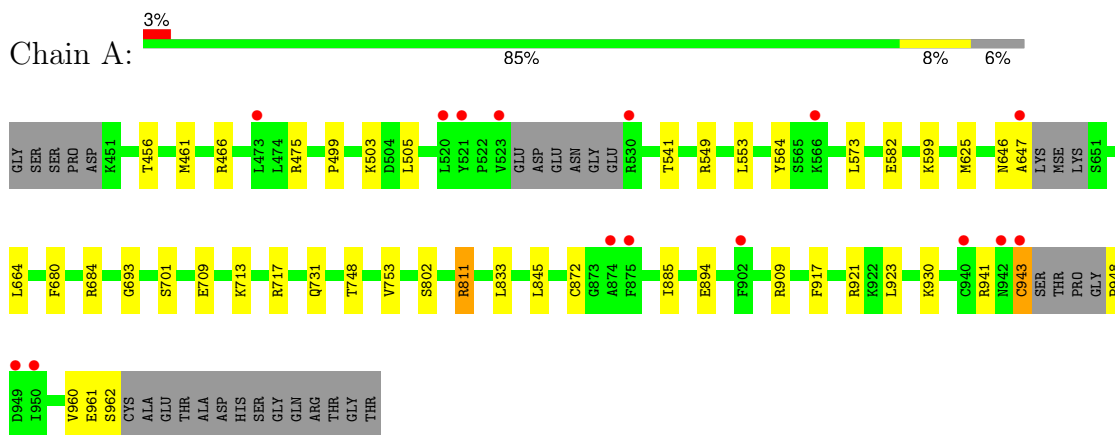 3%
Chain A:
85% 8% 6%
GLY SER SER PRO ASP K451 T456 M461 R466 L473 L474 R475 P499 K503 D504 L505 L520 Y521 P522 V523 GLU ASP GLU ASN GLY GLU R530 T541 R549 L553 Y564 S565 K566 L573 E582 K599 M625 N646 A647 LYS MSE LYS S651
L664 F680 R684 G693 S701 E709 K713 R717 Q731 T748 V753 S802 R811 L833 L845 C872 G873 A874 F875 I885 E894 F902 R909 F917 R921 K922 L923 K930 C940 R941 N942 C943 SER THR PRO GLY
D949 I950 V960 E961 S962 CYS ALA GLU THR ALA ASP HIS SER GLY GLN ARG THR GLY THR